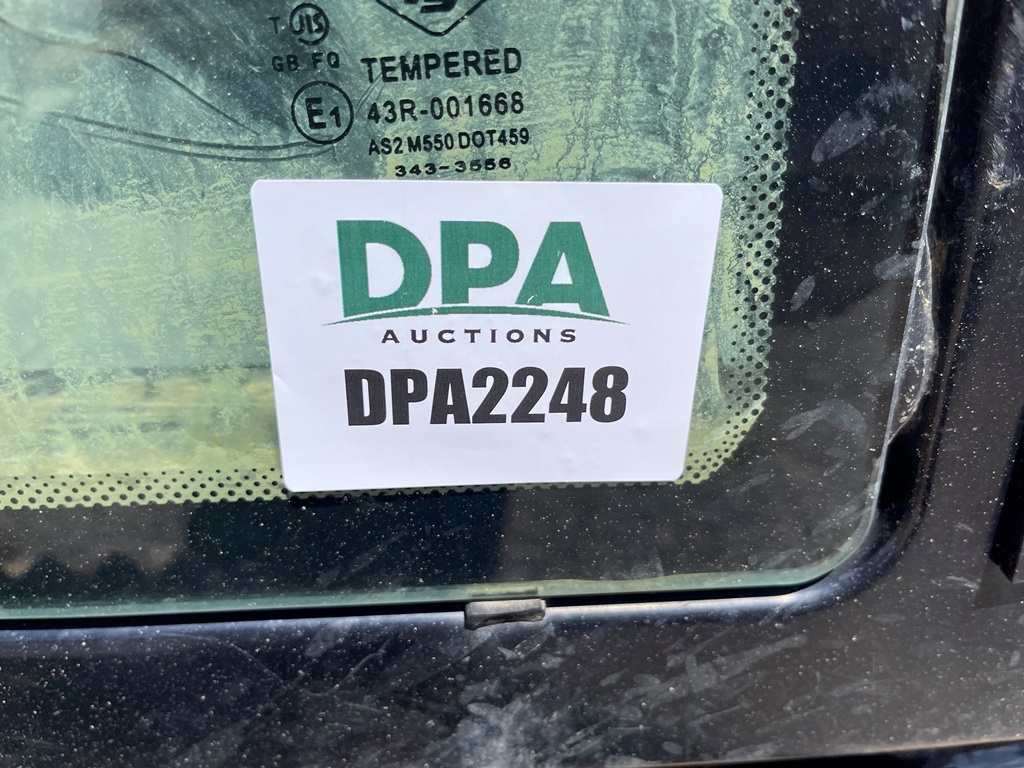 T JIS
GB FQ
TEMPERED
E1
43R-001668
AS2 M550 DOT459
343-3556
DPA
AUCTIONS
DPA2248